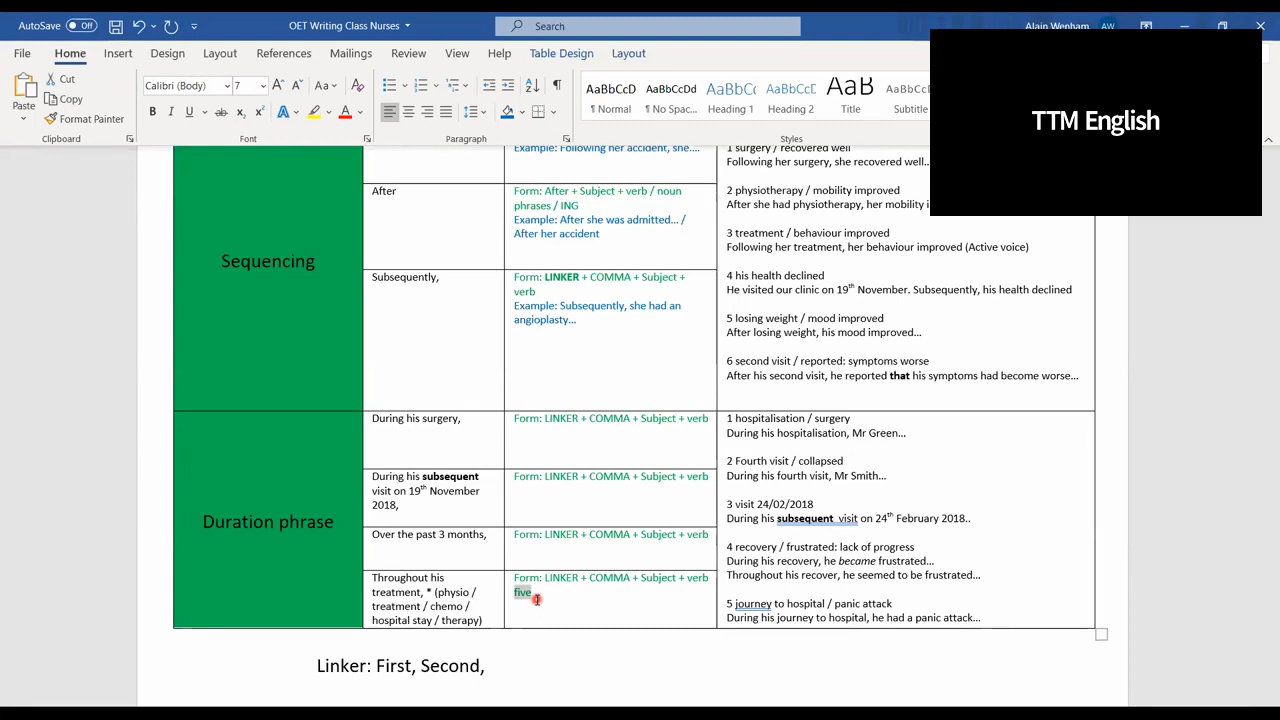 AutoSave Off OET Writing Class Nurses Search Alain Wenham AW
File Home Insert Design Layout References Mailings Review View Help Table Design Layout
TTM English
Paste Cut Copy Format Painter
Calibri (Body) 7
AaBbCcD AaBbCcDd AaBbCcD AaBbCcD AaB AaBbCcD
¶ Normal ¶ No Spac... Heading 1 Heading 2 Title Subtitle
Clipboard Font Paragraph Styles
Sequencing
Example: Following her accident, she….
After
Form: After + Subject + verb / noun
phrases / ING
Example: After she was admitted… /
After her accident
Subsequently,
Form: LINKER + COMMA + Subject +
verb
Example: Subsequently, she had an
angioplasty…
1 surgery / recovered well
Following her surgery, she recovered well..
2 physiotherapy / mobility improved
After she had physiotherapy, her mobility i
3 treatment / behaviour improved
Following her treatment, her behaviour improved (Active voice)
4 his health declined
He visited our clinic on 19th November. Subsequently, his health declined
5 losing weight / mood improved
After losing weight, his mood improved…
6 second visit / reported: symptoms worse
After his second visit, he reported that his symptoms had become worse…
Duration phrase
During his surgery,
Form: LINKER + COMMA + Subject + verb
During his subsequent
visit on 19th November
2018,
Form: LINKER + COMMA + Subject + verb
Over the past 3 months,
Form: LINKER + COMMA + Subject + verb
Throughout his
treatment, * (physio /
treatment / chemo /
hospital stay / therapy)
Form: LINKER + COMMA + Subject + verb
five
1 hospitalisation / surgery
During his hospitalisation, Mr Green…
2 Fourth visit / collapsed
During his fourth visit, Mr Smith…
3 visit 24/02/2018
During his subsequent visit on 24th February 2018..
4 recovery / frustrated: lack of progress
During his recovery, he became frustrated…
Throughout his recover, he seemed to be frustrated…
5 journey to hospital / panic attack
During his journey to hospital, he had a panic attack…
Linker: First, Second,